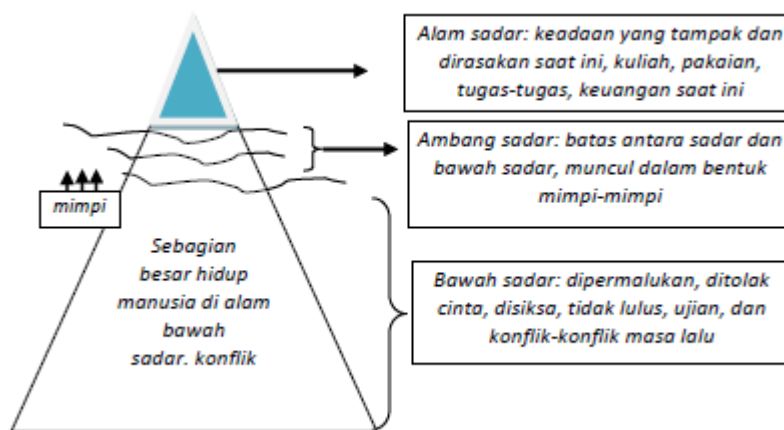 Alam sadar: keadaan yang tampak dan
dirasakan saat ini, kuliah, pakaian,
tugas-tugas, keuangan saat ini
Ambang sadar: batas antara sadar dan
bawah sadar, muncul dalam bentuk
mimpi-mimpi
mimpi
Sebagian
besar hidup
manusia di alam
bawah
sadar. konflik
Bawah sadar: dipermalukan, ditolak
cinta, disiksa, tidak lulus, ujian, dan
konflik-konflik masa lalu